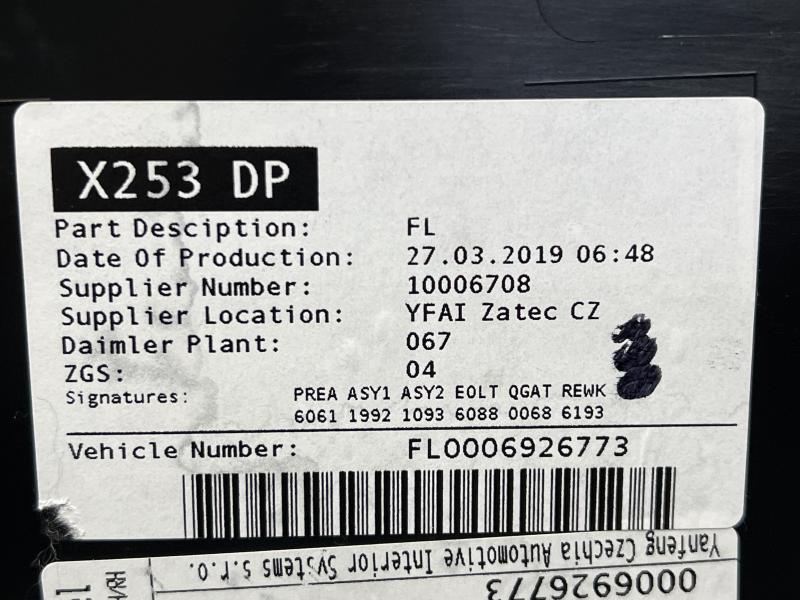 X253 DP
Part Desciption: FL
Date Of Production: 27.03.2019 06:48
Supplier Number: 10006708
Supplier Location: YFAI Zatec CZ
Daimler Plant: 067
ZGS: 04
Signatures: PREA ASY1 ASY2 EOLT QGAT REWK
6061 1992 1093 6088 0068 6193
Vehicle Number: FL0006926773
Yanfeng Czechia Automotive Interior Systems s.r.o.
0006926773